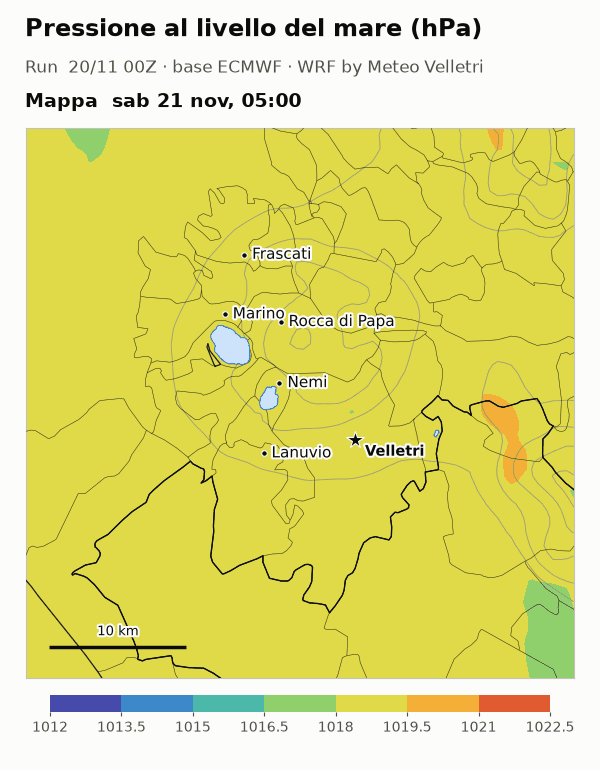 Pressione al livello del mare (hPa)
Run  20/11 00Z · base ECMWF · WRF by Meteo Velletri
Mappa  sab 21 nov, 05:00
Frascati
Marino
Rocca di Papa
Nemi
Velletri
Lanuvio
10 km
1012 1013.5 1015 1016.5 1018 1019.5 1021 1022.5